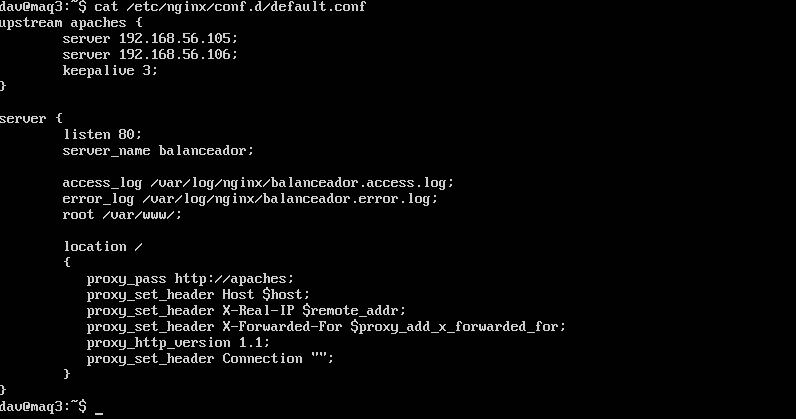 dav@maq3:~$ cat /etc/nginx/conf.d/default.conf
upstream apaches {
        server 192.168.56.105;
        server 192.168.56.106;
        keepalive 3;
}

server {
        listen 80;
        server_name balanceador;

        access_log /var/log/nginx/balanceador.access.log;
        error_log /var/log/nginx/balanceador.error.log;
        root /var/www/;

        location /
        {
           proxy_pass http://apaches;
           proxy_set_header Host $host;
           proxy_set_header X-Real-IP $remote_addr;
           proxy_set_header X-Forwarded-For $proxy_add_x_forwarded_for;
           proxy_http_version 1.1;
           proxy_set_header Connection "";
        }
}
dav@maq3:~$ _